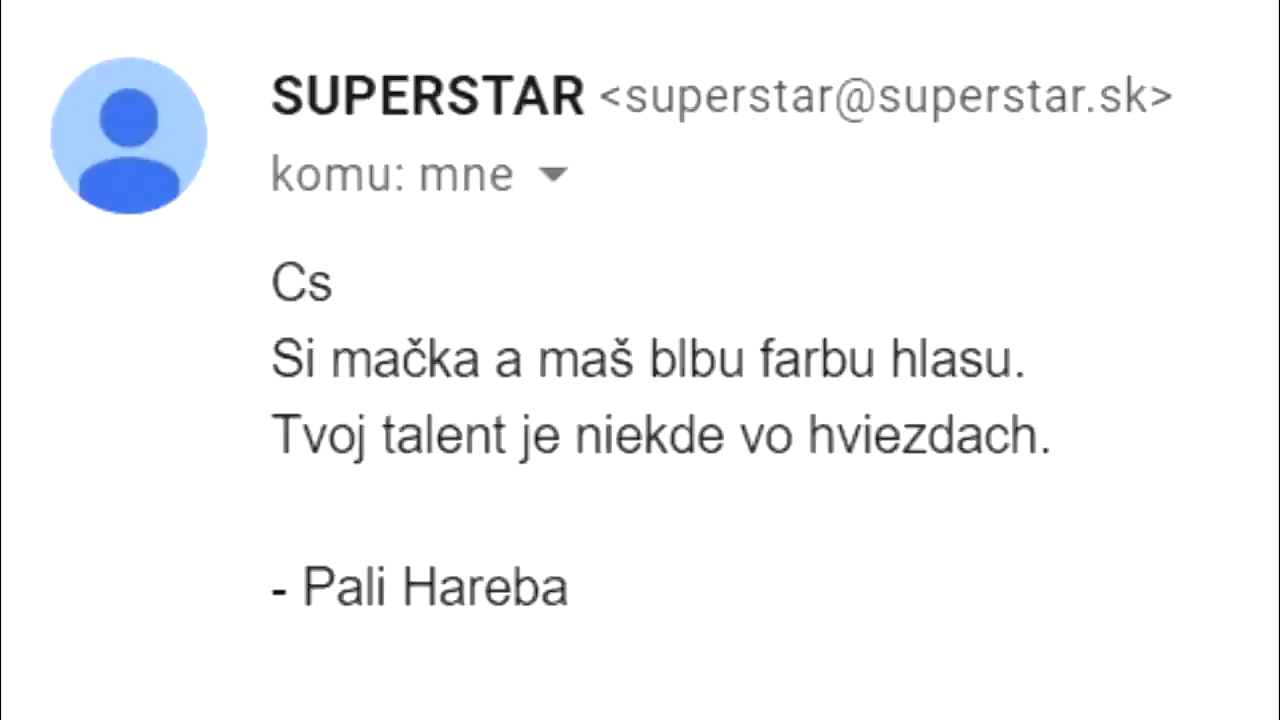 SUPERSTAR <superstar@superstar.sk>
komu: mne
Cs
Si mačka a maš blbu farbu hlasu.
Tvoj talent je niekde vo hviezdach.
- Pali Hareba